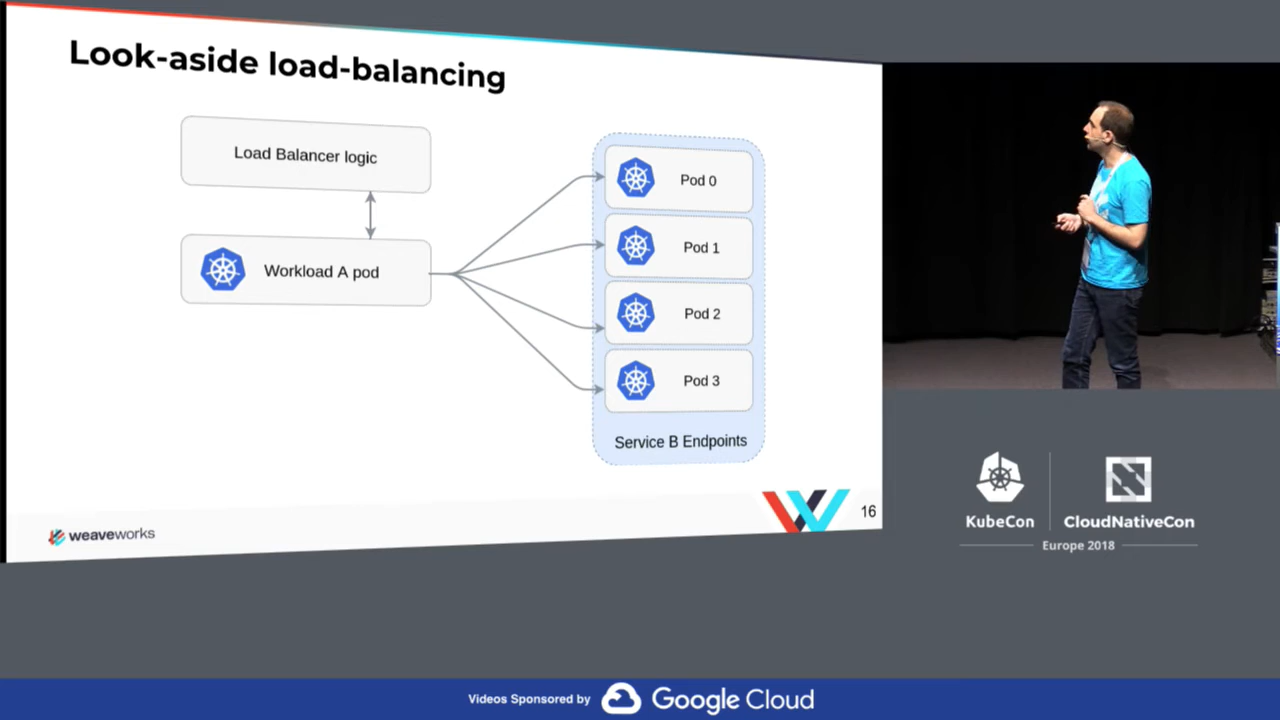 Look-aside load-balancing
Load Balancer logic
Workload A pod
Pod 0
Pod 1
Pod 2
Pod 3
Service B Endpoints
weaveworks
16
KubeCon
CloudNativeCon
Europe 2018
Videos Sponsored by
Google Cloud